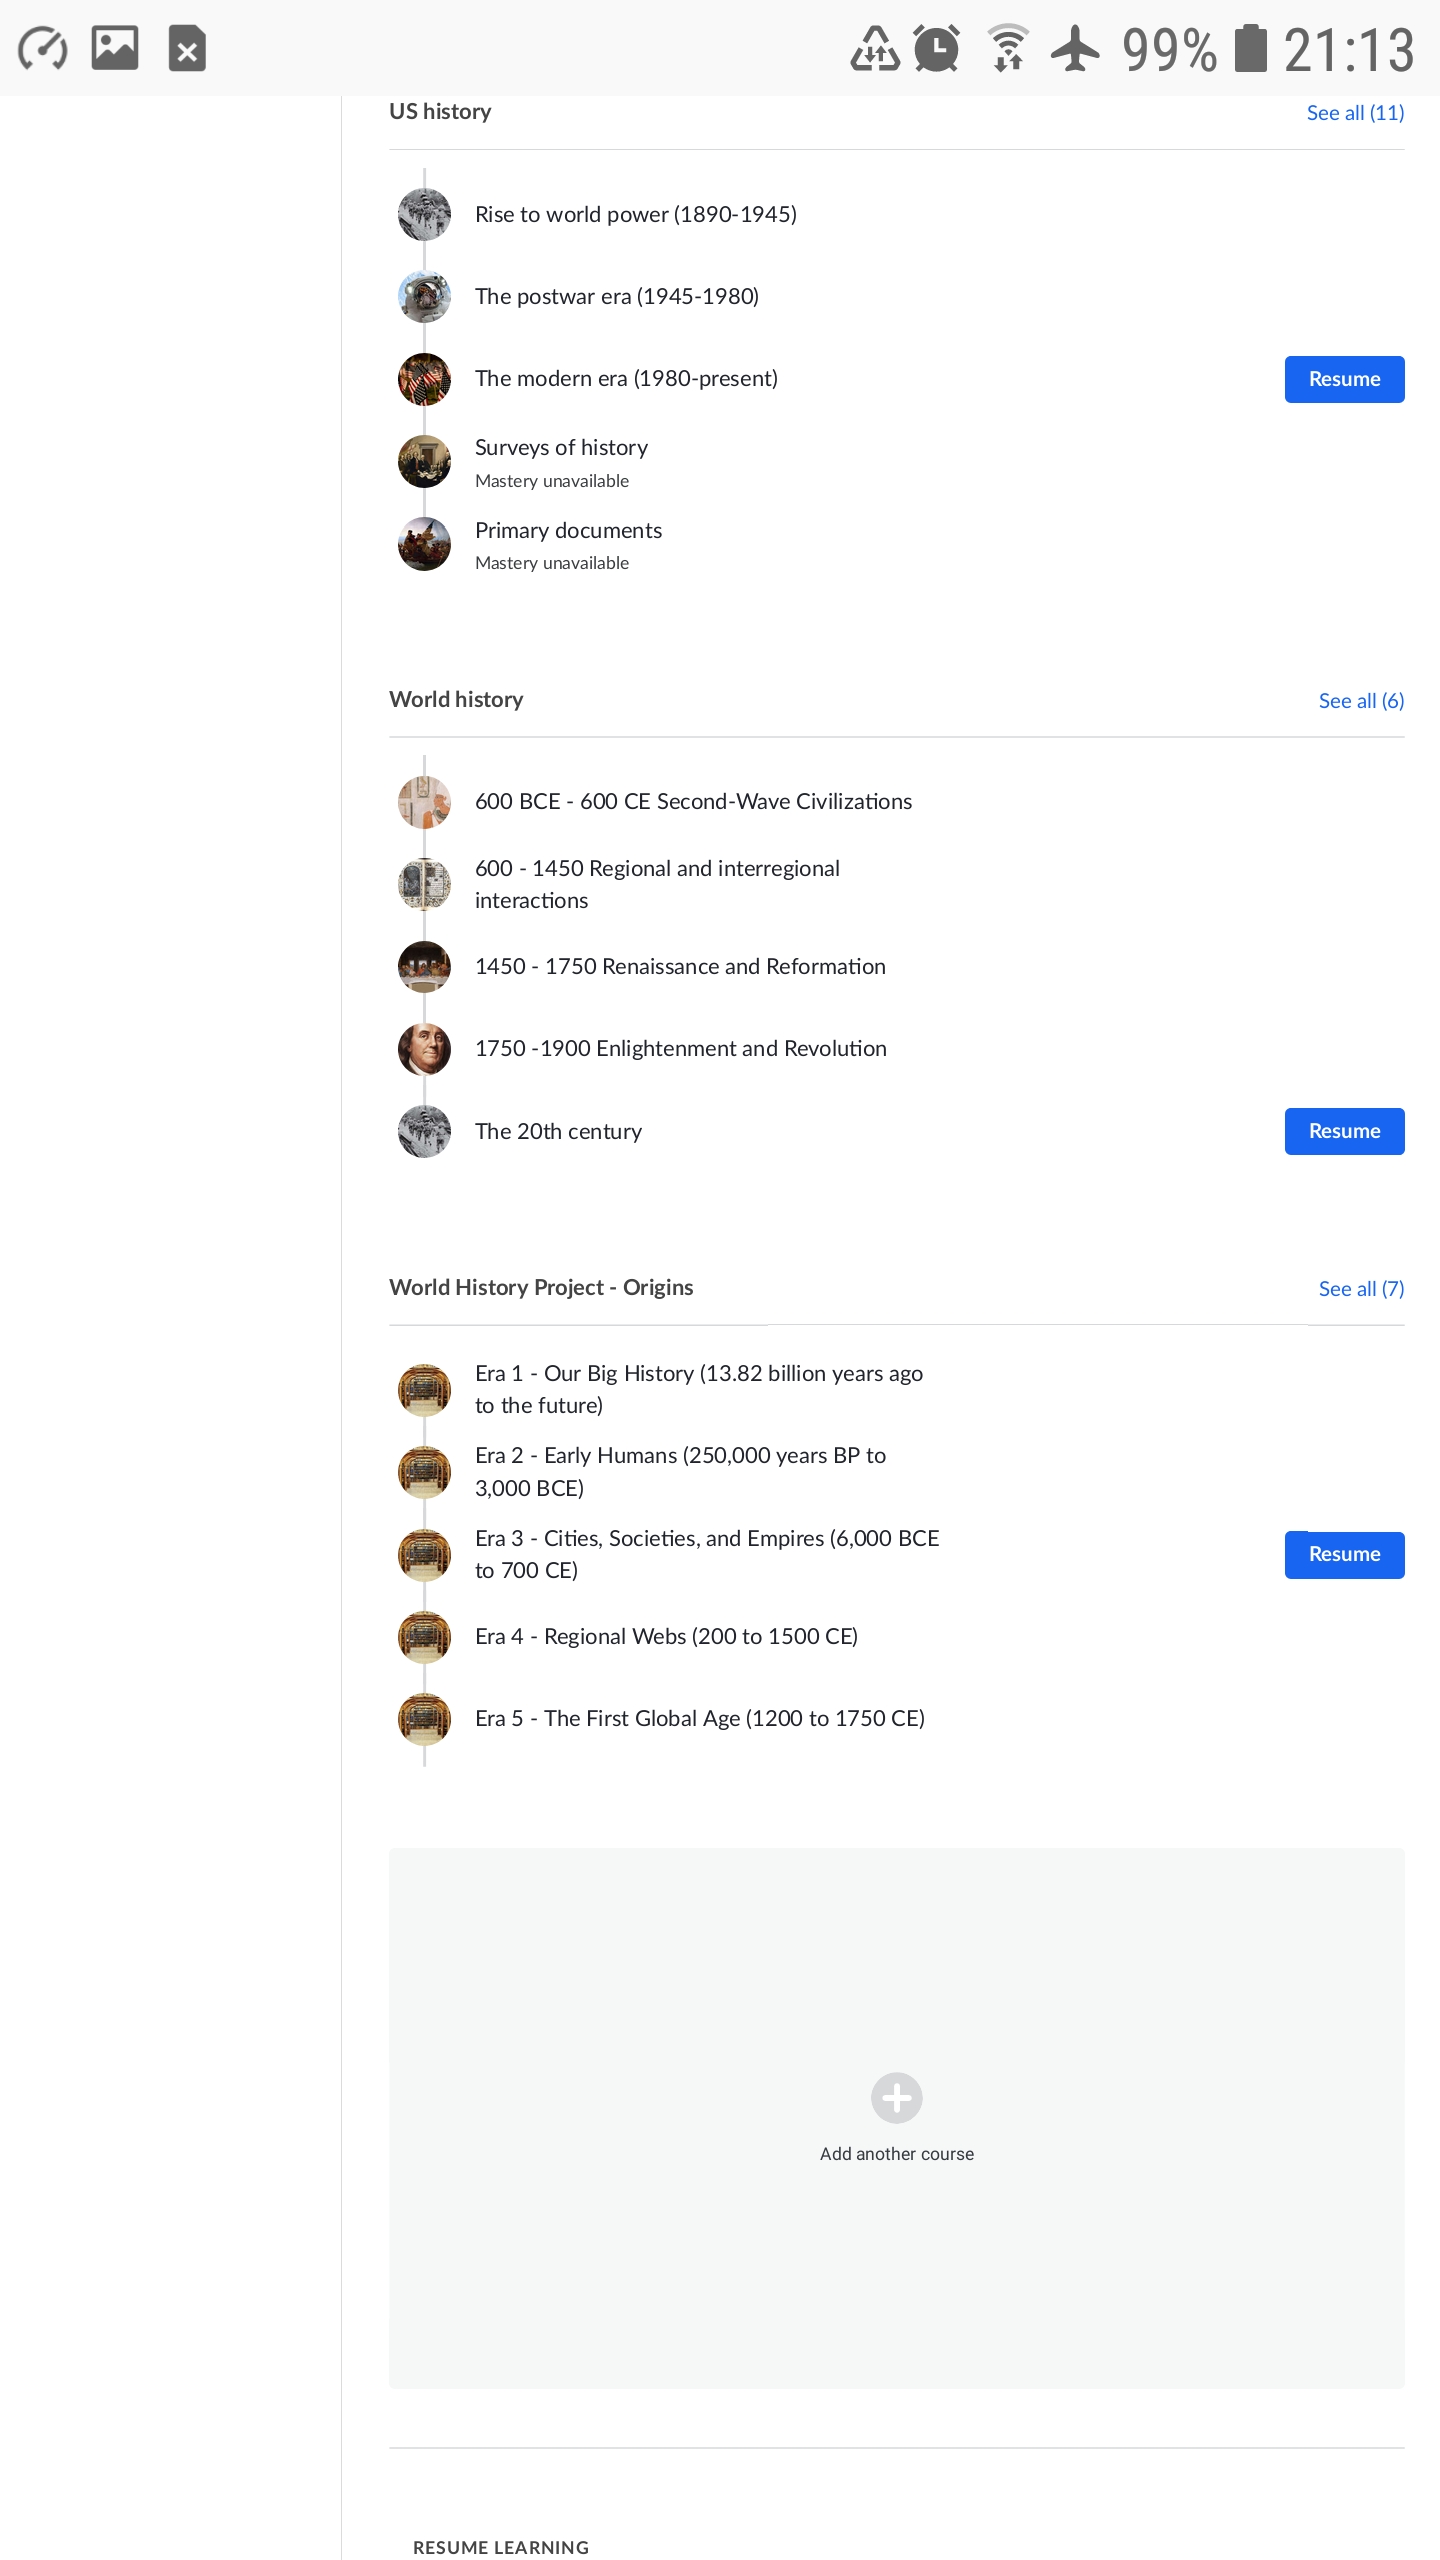 99% 21:13
US history
See all (11)
Rise to world power (1890-1945)
The postwar era (1945-1980)
The modern era (1980-present)
Resume
Surveys of history
Mastery unavailable
Primary documents
Mastery unavailable
World history
See all (6)
600 BCE - 600 CE Second-Wave Civilizations
600 - 1450 Regional and interregional
interactions
1450 - 1750 Renaissance and Reformation
1750 -1900 Enlightenment and Revolution
The 20th century
Resume
World History Project - Origins
See all (7)
Era 1 - Our Big History (13.82 billion years ago
to the future)
Era 2 - Early Humans (250,000 years BP to
3,000 BCE)
Era 3 - Cities, Societies, and Empires (6,000 BCE
to 700 CE)
Resume
Era 4 - Regional Webs (200 to 1500 CE)
Era 5 - The First Global Age (1200 to 1750 CE)
Add another course
RESUME LEARNING